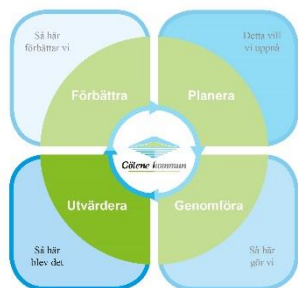 Så här
förbättrar vi
Detta vill
vi uppnå
Förbättra
Planera
Götene kommun
Utvärdera
Genomföra
Så här
blev det
Så här
gör vi